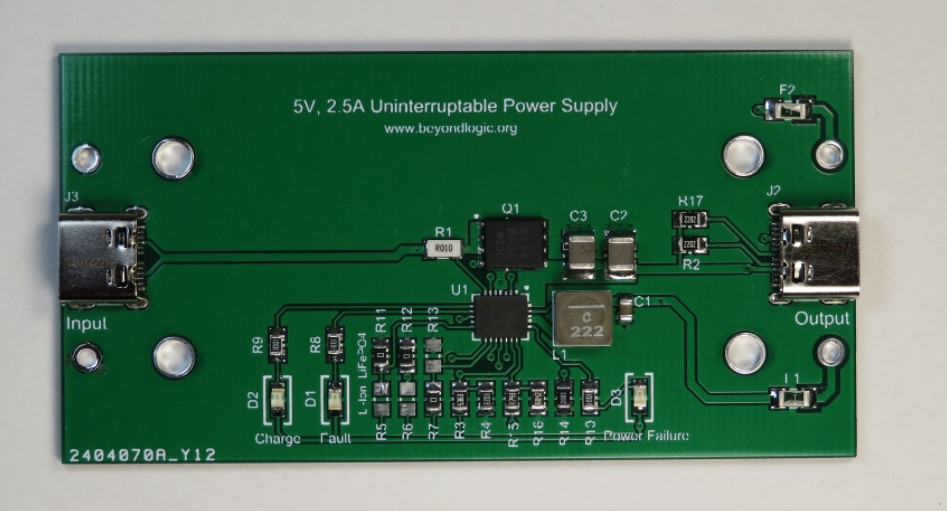 5V, 2.5A Uninterruptable Power Supply
www.beyondlogic.org
F2
J3
J2
R17
Q1
C3
C2
R1
R010
2202
2202
R2
U1
C1
C
222
L1
Input
Output
R9
R8
R11
R12
R13
LiFePO4
L-Ion
D2
D1
D3
R5
R6
R7
R3
R4
R15
R16
R14
R10
Charge
Fault
Power Failure
2404070A_Y12